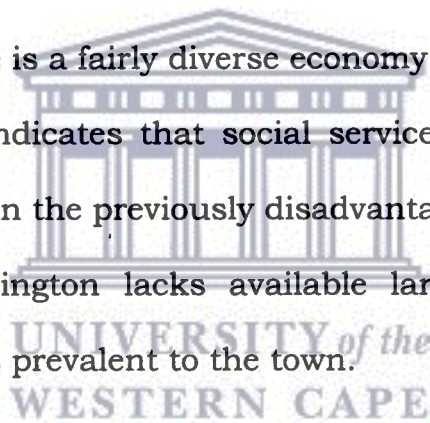 is a fairly diverse economy
ndicates that social service
n the previously disadvanta
ington lacks available lar
UNIVERSITY of the
prevalent to the town.
WESTERN CAPE